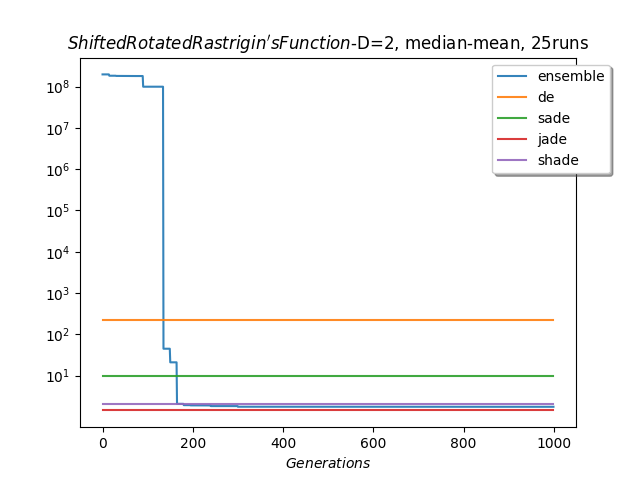 ShiftedRotatedRastrigin'sFunction-D=2, median-mean, 25runs
ensemble
de
sade
jade
shade
10^8
10^7
10^6
10^5
10^4
10^3
10^2
10^1
0 200 400 600 800 1000
Generations